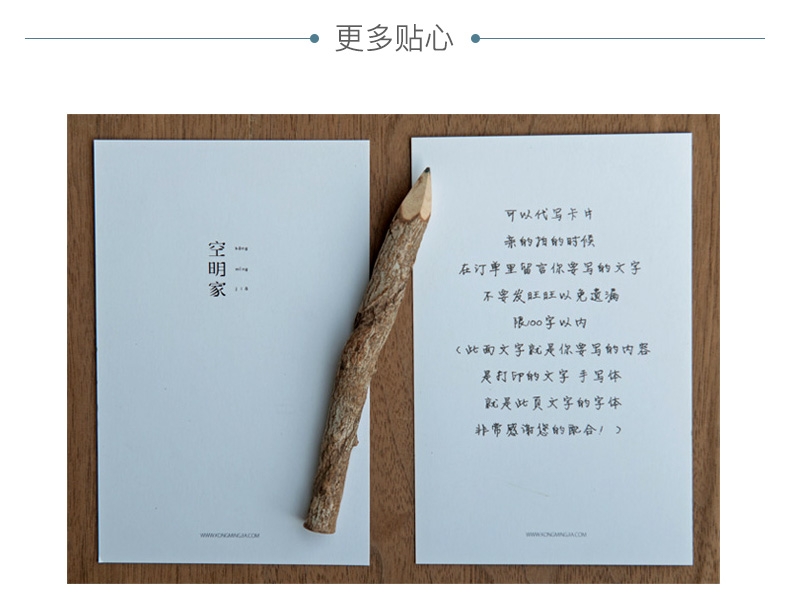 更多贴心
空明家
kōng
míng
jiā
WWW.KONGMINGJIA.COM
可以代写卡片
亲的拍的时候
在订单里留言你要写的文字
不要发旺旺以免遗漏
限100字以内
（此面文字就是你要写的内容
是打印的文字 手写体
就是此页文字的字体
非常感谢您的配合！）
WWW.KONGMINGJIA.COM